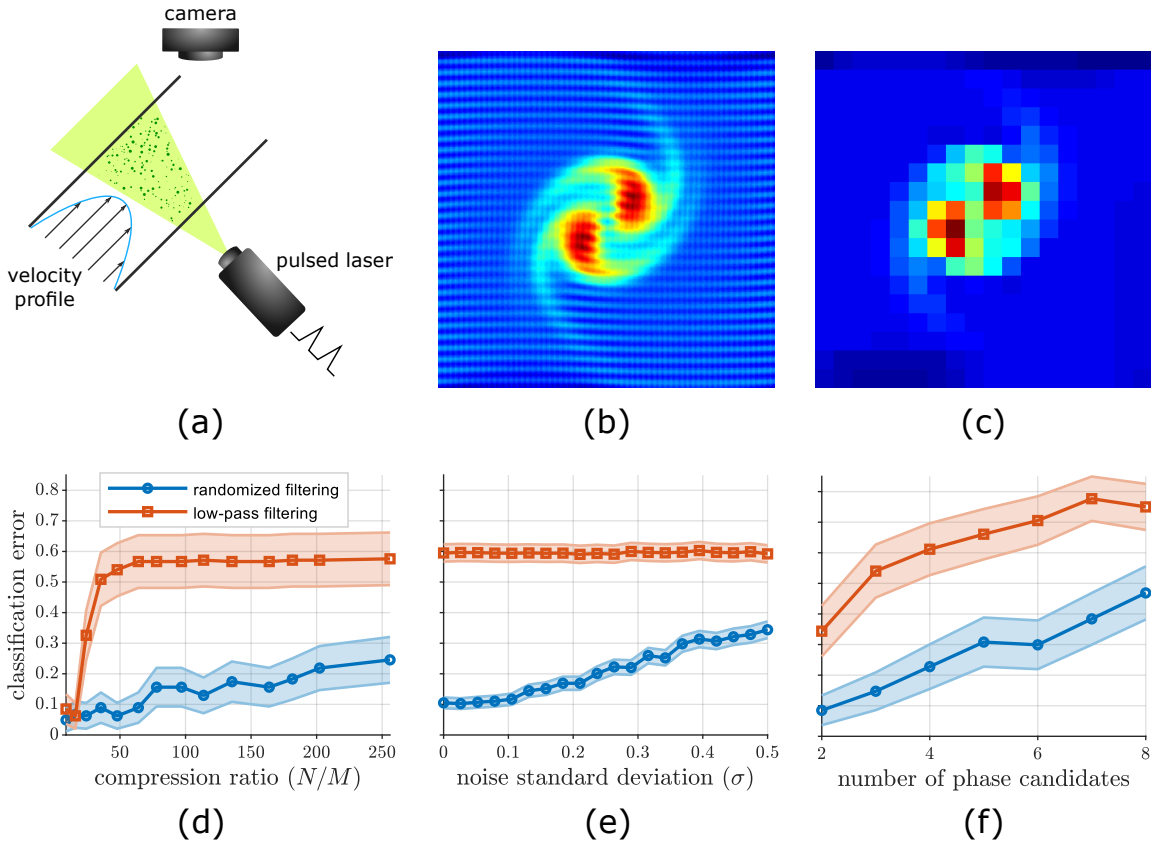 camera
velocity
profile
pulsed laser
(a)
(b)
(c)
classification error
0.8
0.7
0.6
0.5
0.4
0.3
0.2
0.1
0
randomized filtering
low-pass filtering
50 100 150 200 250
compression ratio (N/M)
(d)
0 0.1 0.2 0.3 0.4 0.5
noise standard deviation (σ)
(e)
2 4 6 8
number of phase candidates
(f)